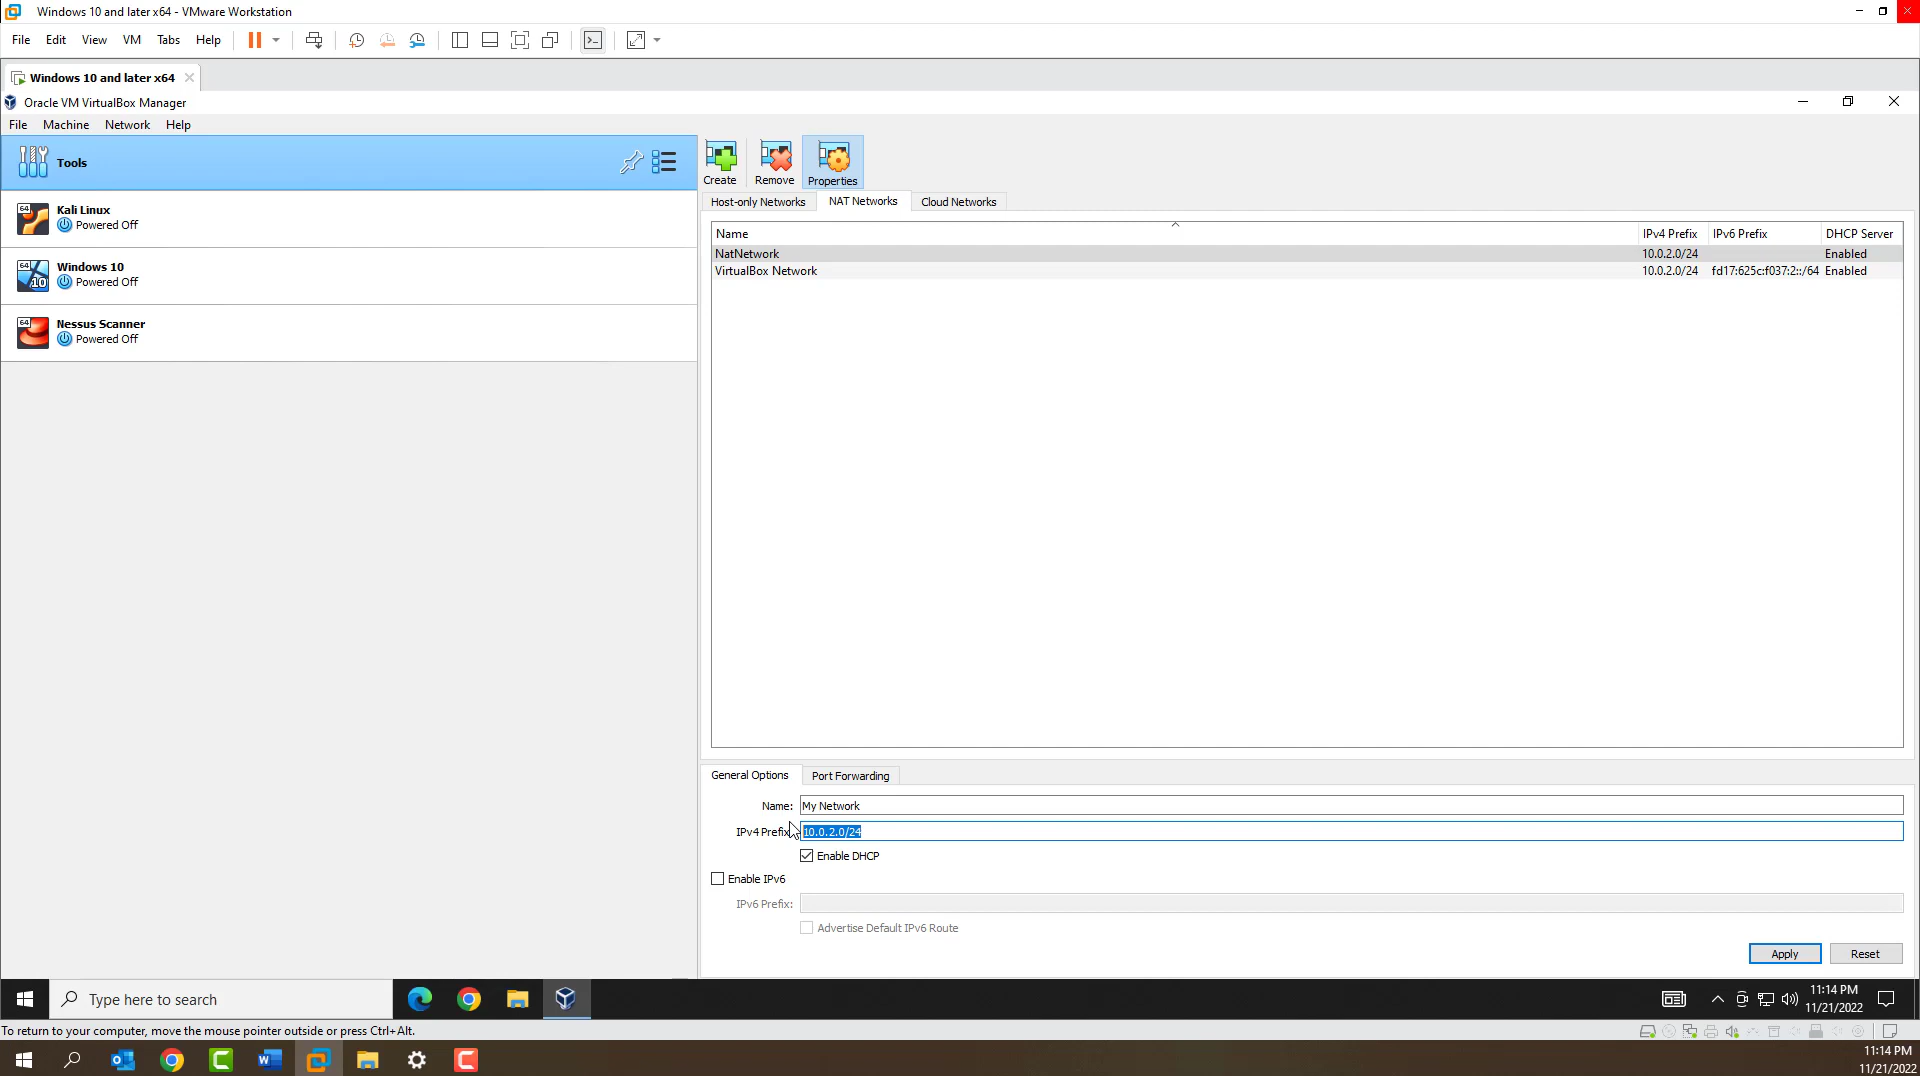 Windows 10 and later x64 - VMware Workstation
File Edit View VM Tabs Help
Windows 10 and later x64
Oracle VM VirtualBox Manager
File Machine Network Help
Tools
Create Remove Properties
Host-only Networks NAT Networks Cloud Networks
64 Kali Linux
Powered Off
64 10 Windows 10
Powered Off
64 Nessus Scanner
Powered Off
Name IPv4 Prefix IPv6 Prefix DHCP Server
NatNetwork 10.0.2.0/24 Enabled
VirtualBox Network 10.0.2.0/24 fd17:625c:f037:2::/64 Enabled
General Options Port Forwarding
Name: My Network
IPv4 Prefix 10.0.2.0/24
Enable DHCP
Enable IPv6
IPv6 Prefix:
Advertise Default IPv6 Route
Apply Reset
Type here to search
11:14 PM
11/21/2022
To return to your computer, move the mouse pointer outside or press Ctrl+Alt.
11:14 PM
11/21/2022